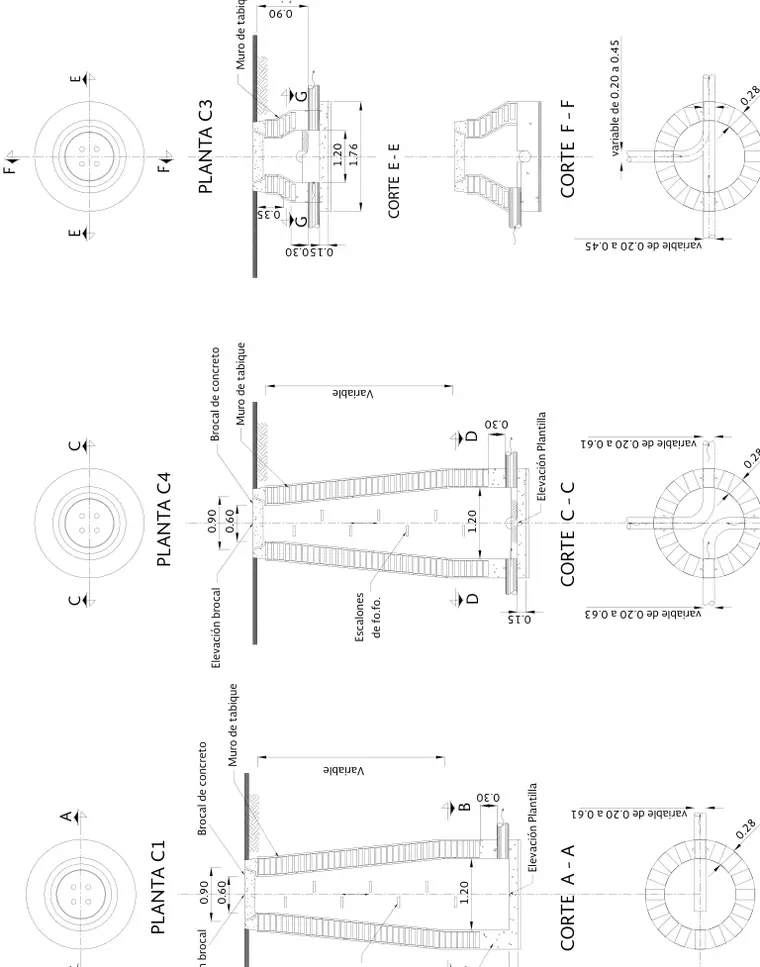 F
F
E
E
PLANTA C3
0.90
Muro de
G
G
0.35
1.20
1.76
0.30
0.15
CORTE E - E
CORTE F - F
variable de 0.20 a 0.45
variable de 0.20 a 0.45
0.28
C
C
PLANTA C4
Brocal de concreto
Muro de tabique
0.90
0.60
Elevación brocal
Variable
D
D
0.30
1.20
Elevación Plantilla
Escalones
de fo.fo.
0.15
CORTE C - C
variable de 0.20 a 0.61
variable de 0.20 a 0.63
0.28
A
PLANTA C1
Brocal de concreto
Muro de tabique
0.90
0.60
brocal
Variable
B
0.30
1.20
Elevación Plantilla
CORTE A - A
variable de 0.20 a 0.61
0.28